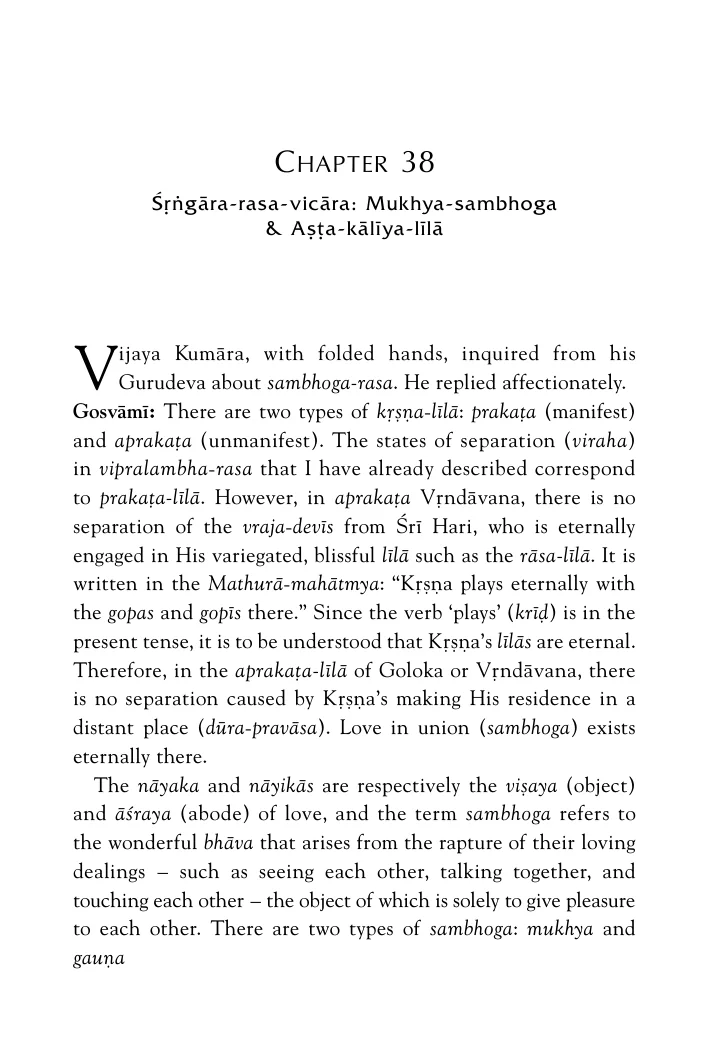 CHAPTER 38
Śṛṅgāra-rasa-vicāra: Mukhya-sambhoga
& Aṣṭa-kālīya-līlā
Vijaya Kumāra, with folded hands, inquired from his
Gurudeva about sambhoga-rasa. He replied affectionately.
Gosvāmī: There are two types of kṛṣṇa-līlā: prakaṭa (manifest)
and aprakaṭa (unmanifest). The states of separation (viraha)
in vipralambha-rasa that I have already described correspond
to prakaṭa-līlā. However, in aprakaṭa Vṛndāvana, there is no
separation of the vraja-devīs from Śrī Hari, who is eternally
engaged in His variegated, blissful līlā such as the rāsa-līlā. It is
written in the Mathurā-mahātmya: “Kṛṣṇa plays eternally with
the gopas and gopīs there.” Since the verb ‘plays’ (krīḍ) is in the
present tense, it is to be understood that Kṛṣṇa’s līlās are eternal.
Therefore, in the aprakaṭa-līlā of Goloka or Vṛndāvana, there
is no separation caused by Kṛṣṇa’s making His residence in a
distant place (dūra-pravāsa). Love in union (sambhoga) exists
eternally there.
The nāyaka and nāyikās are respectively the viṣaya (object)
and āśraya (abode) of love, and the term sambhoga refers to
the wonderful bhāva that arises from the rapture of their loving
dealings – such as seeing each other, talking together, and
touching each other – the object of which is solely to give pleasure
to each other. There are two types of sambhoga: mukhya and
gauṇa